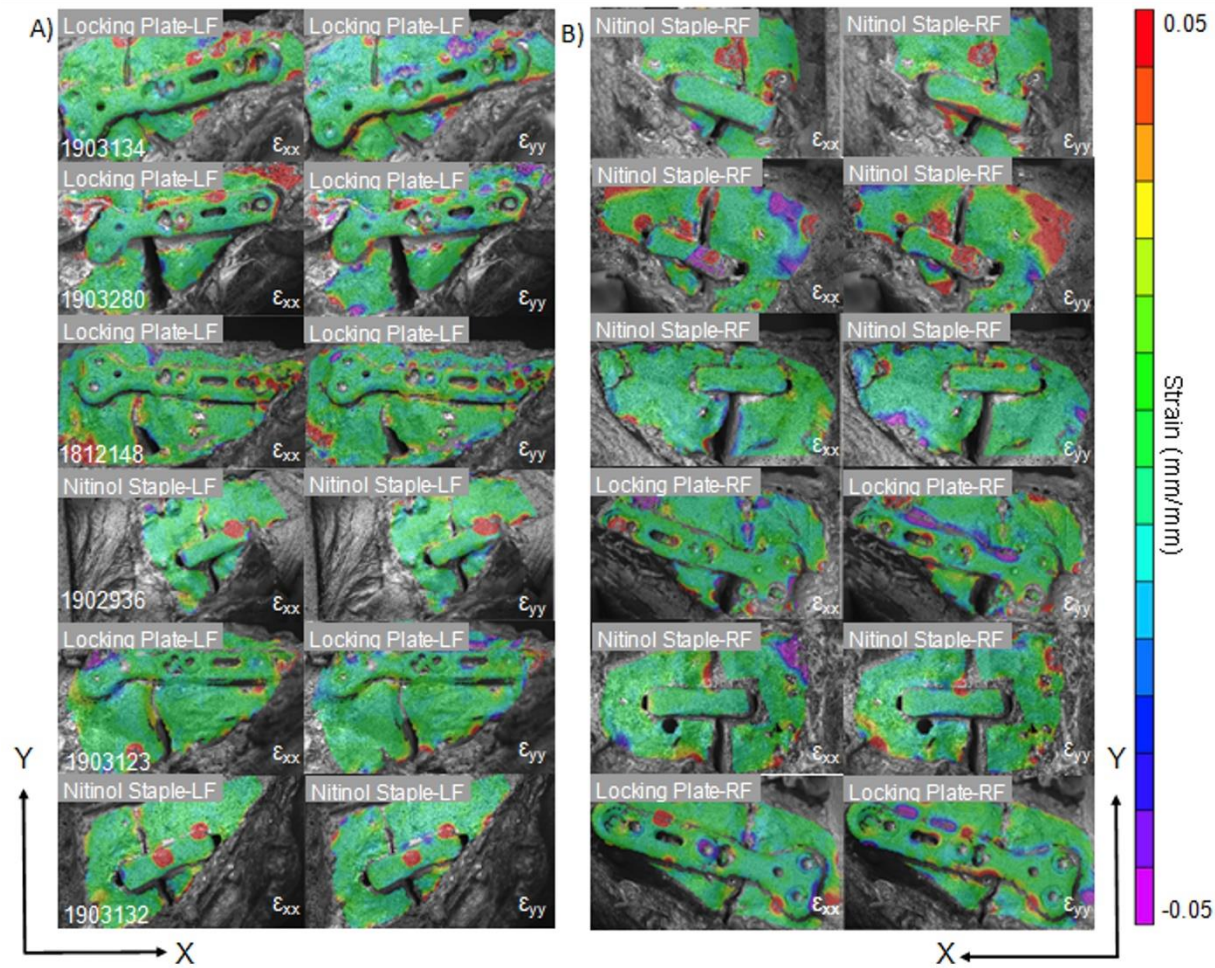 A)
Locking Plate-LF
Locking Plate-LF
B)
Nitinol Staple-RF
Nitinol Staple-RF
0.05
1903134
εxx
εyy
εxx
εyy
Locking Plate-LF
Locking Plate-LF
Nitinol Staple-RF
Nitinol Staple-RF
1903280
εxx
εyy
εxx
εyy
Locking Plate-LF
Locking Plate-LF
Nitinol Staple-RF
Nitinol Staple-RF
1812148
εxx
εyy
εxx
εyy
Strain (mm/mm)
Nitinol Staple-LF
Nitinol Staple-LF
Locking Plate-RF
Locking Plate-RF
1902936
εxx
εyy
εxx
εyy
Locking Plate-LF
Locking Plate-LF
Nitinol Staple-RF
Nitinol Staple-RF
1903123
εxx
εyy
εxx
εyy
Y
Y
Nitinol Staple-LF
Nitinol Staple-LF
Locking Plate-RF
Locking Plate-RF
1903132
εxx
εyy
εxx
εyy
-0.05
X
X